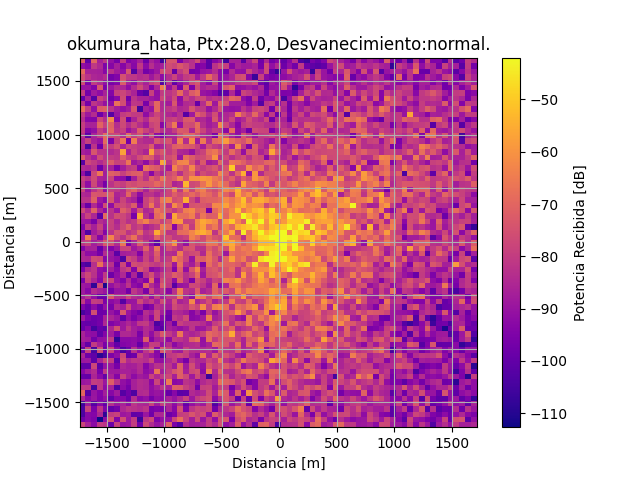 okumura_hata, Ptx:28.0, Desvanecimiento:normal.
1500
1000
500
0
−500
−1000
−1500
Distancia [m]
−1500 −1000 −500 0 500 1000 1500
Distancia [m]
−50
−60
−70
−80
−90
−100
−110
Potencia Recibida [dB]